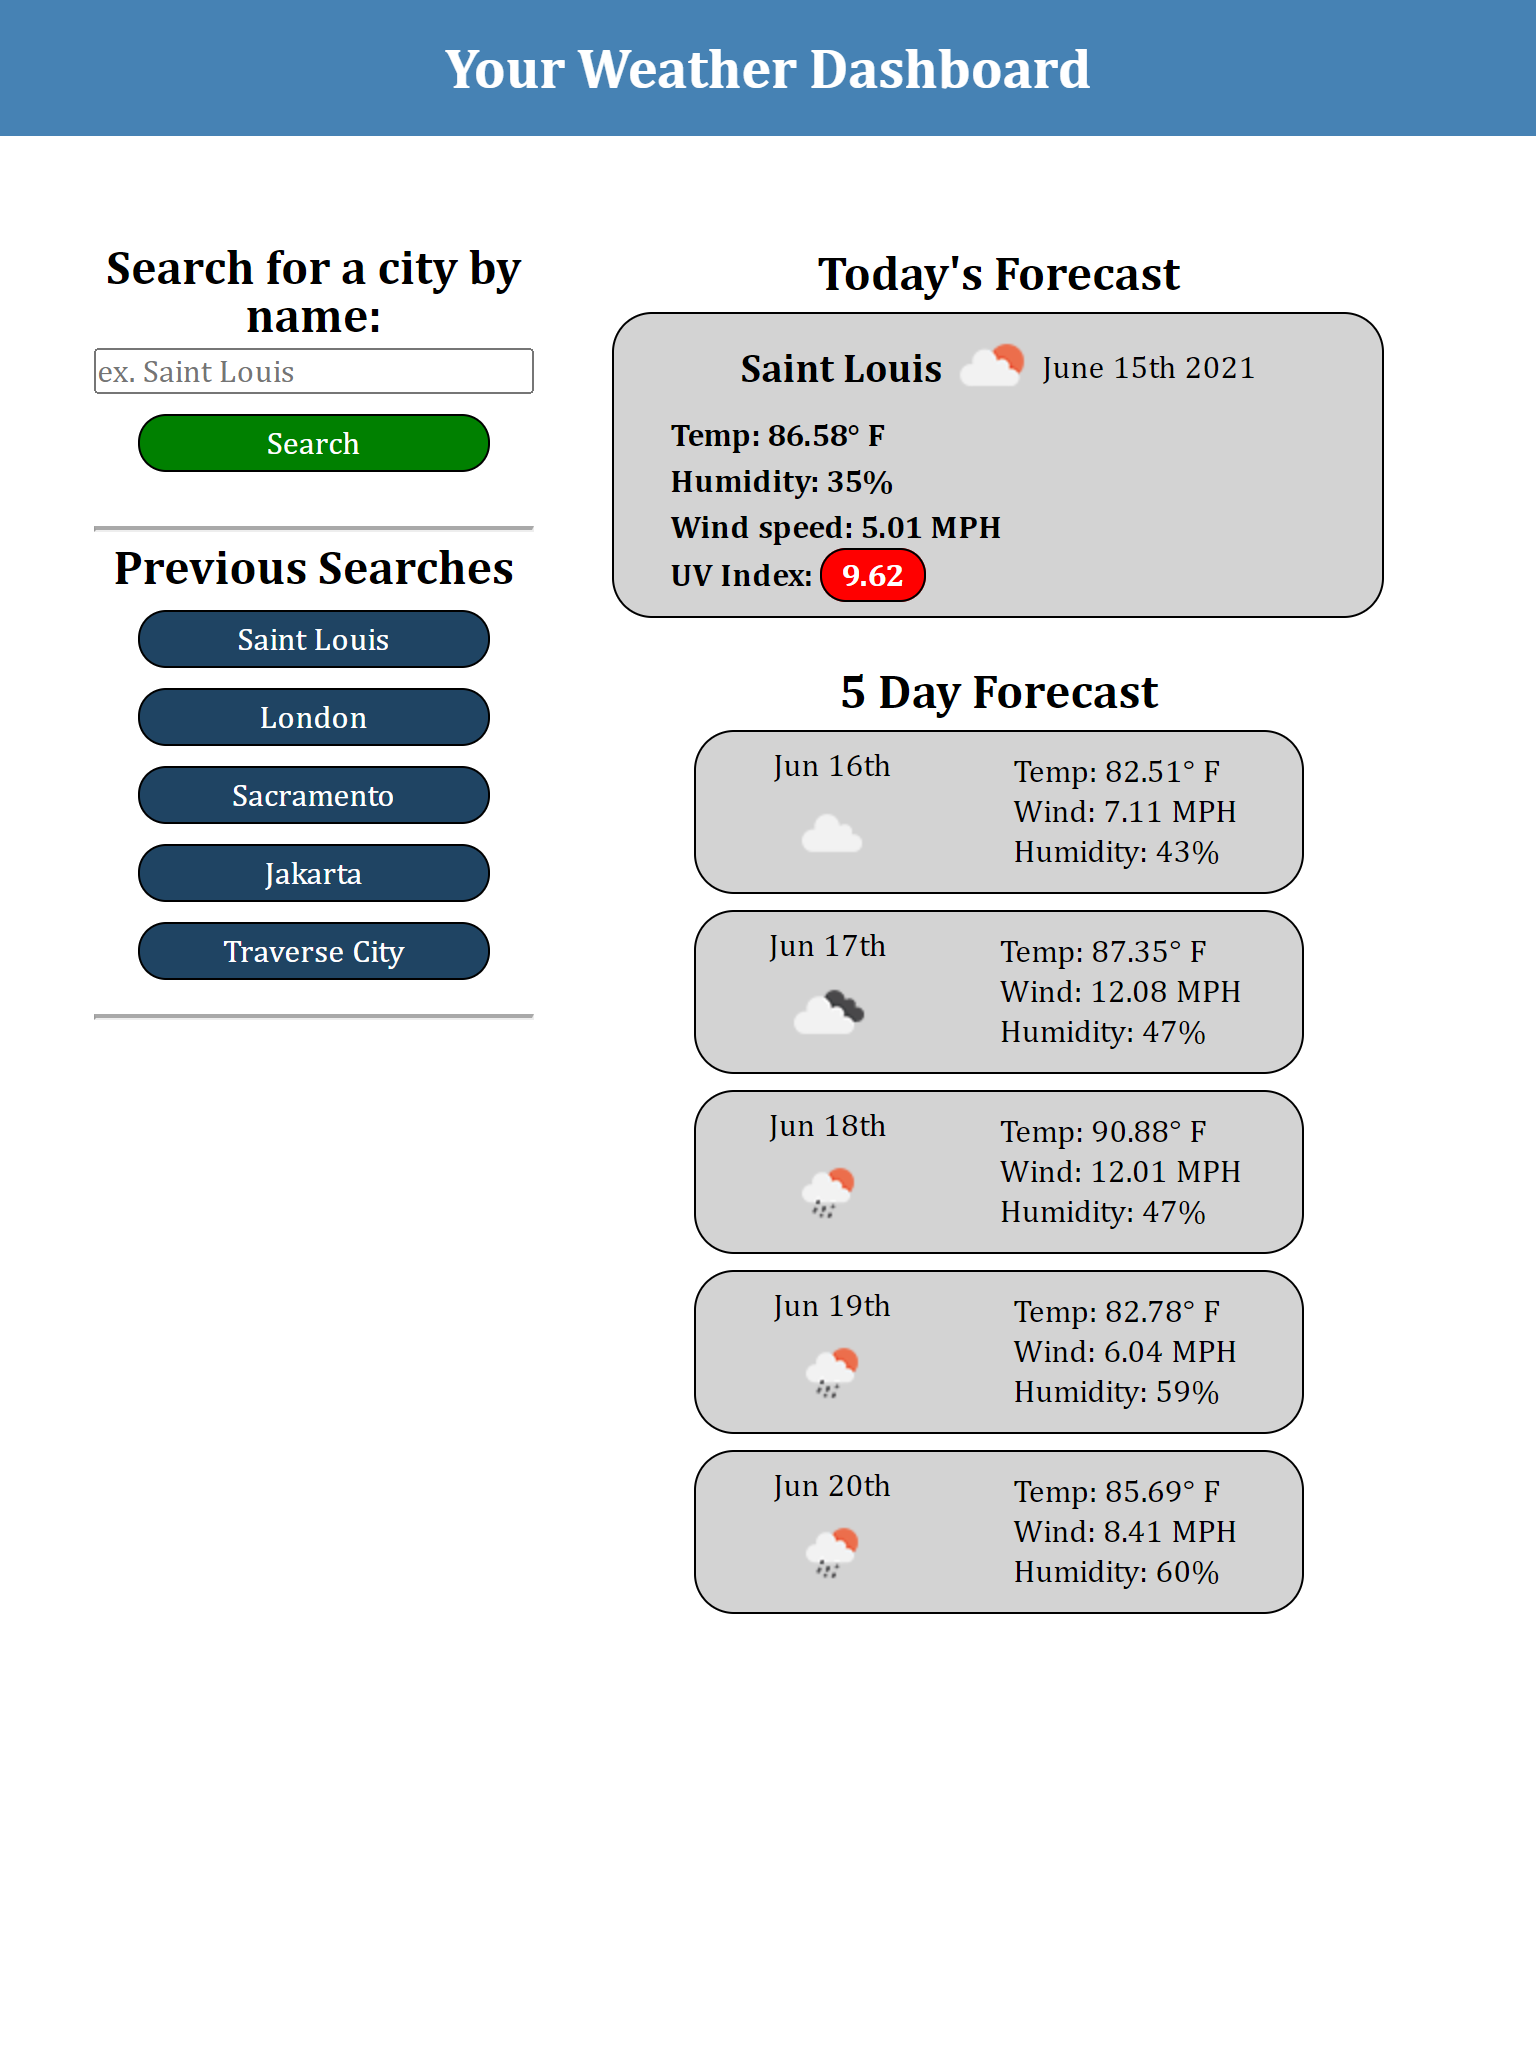 Your Weather Dashboard
Search for a city by
name:
ex. Saint Louis
Search
Previous Searches
Saint Louis
London
Sacramento
Jakarta
Traverse City
Today's Forecast
Saint Louis June 15th 2021
Temp: 86.58° F
Humidity: 35%
Wind speed: 5.01 MPH
UV Index: 9.62
5 Day Forecast
Jun 16th
Temp: 82.51° F
Wind: 7.11 MPH
Humidity: 43%
Jun 17th
Temp: 87.35° F
Wind: 12.08 MPH
Humidity: 47%
Jun 18th
Temp: 90.88° F
Wind: 12.01 MPH
Humidity: 47%
Jun 19th
Temp: 82.78° F
Wind: 6.04 MPH
Humidity: 59%
Jun 20th
Temp: 85.69° F
Wind: 8.41 MPH
Humidity: 60%